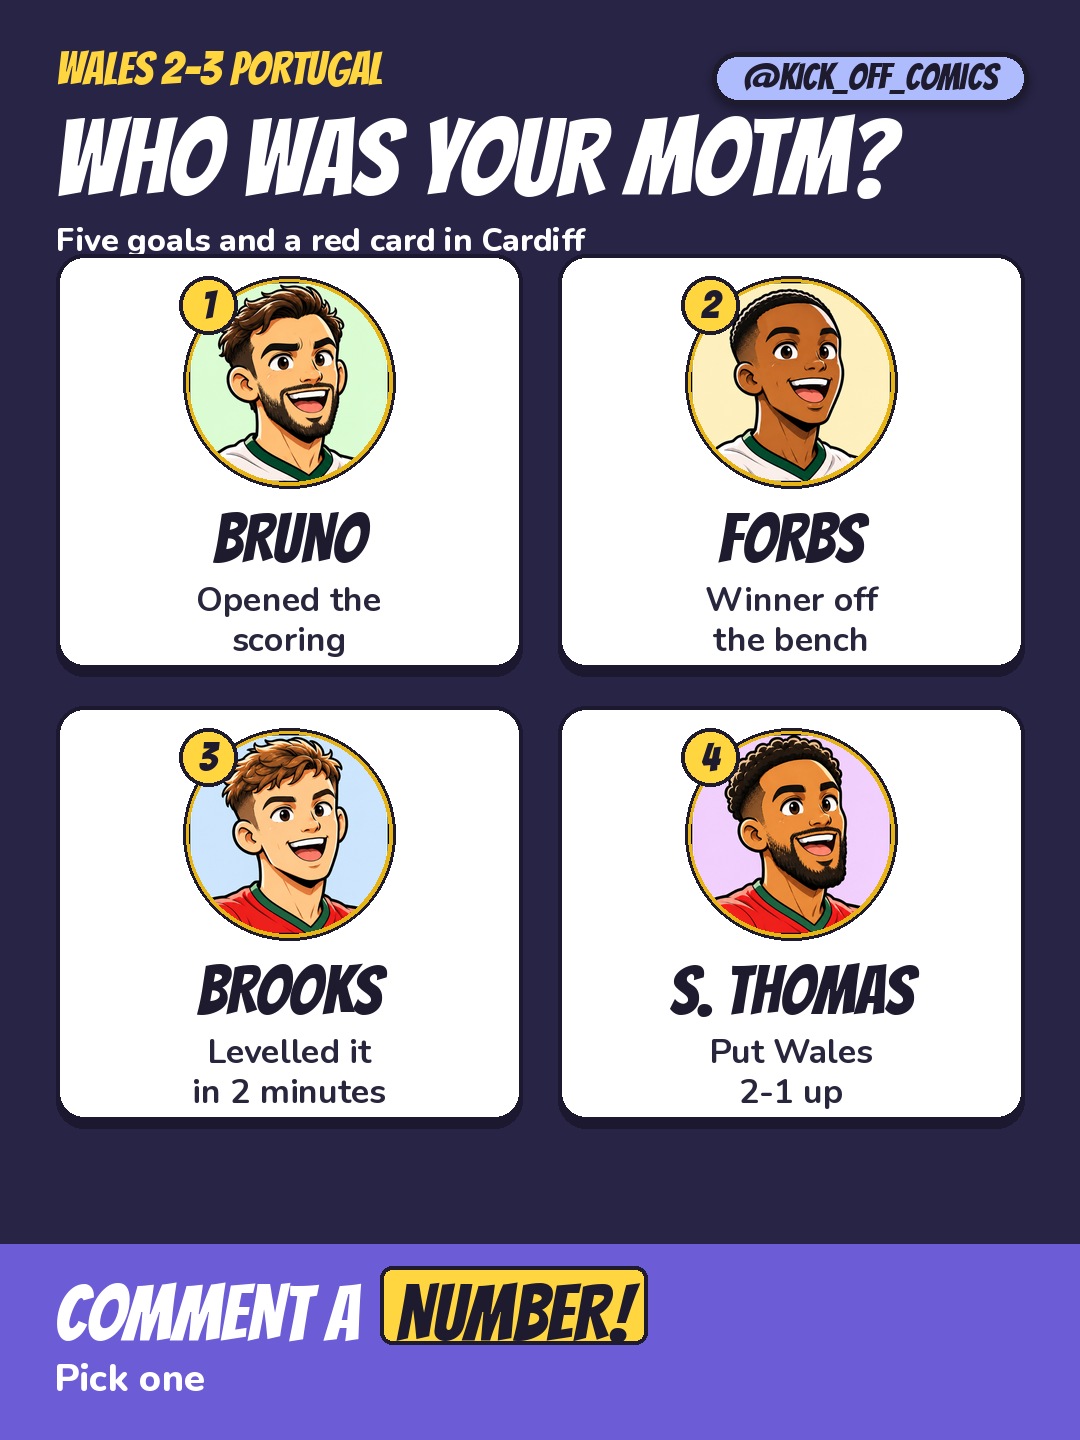 WALES 2-3 PORTUGAL
@KICK_OFF_COMICS
WHO WAS YOUR MOTM?
Five goals and a red card in Cardiff
1
BRUNO
Opened the
scoring
2
FORBS
Winner off
the bench
3
BROOKS
Levelled it
in 2 minutes
4
S. THOMAS
Put Wales
2-1 up
COMMENT A NUMBER!
Pick one